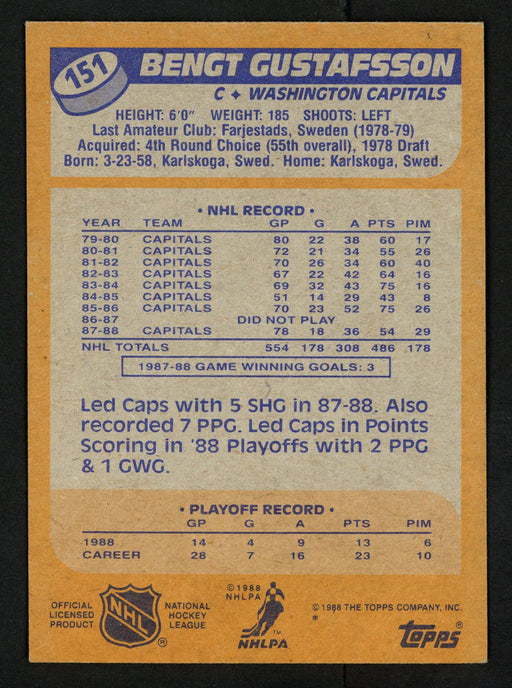 151
BENGT GUSTAFSSON
C ✦ WASHINGTON CAPITALS
HEIGHT: 6'0" WEIGHT: 185 SHOOTS: LEFT
Last Amateur Club: Farjestads, Sweden (1978-79)
Acquired: 4th Round Choice (55th overall), 1978 Draft
Born: 3-23-58, Karlskoga, Swed. Home: Karlskoga, Swed.
• NHL RECORD •
YEAR TEAM GP G A PTS PIM
79-80 CAPITALS 80 22 38 60 17
80-81 CAPITALS 72 21 34 55 26
81-82 CAPITALS 70 26 34 60 40
82-83 CAPITALS 67 22 42 64 16
83-84 CAPITALS 69 32 43 75 16
84-85 CAPITALS 51 14 29 43 8
85-86 CAPITALS 70 23 52 75 26
86-87 DID NOT PLAY
87-88 CAPITALS 78 18 36 54 29
NHL TOTALS 554 178 308 486 178
1987-88 GAME WINNING GOALS: 3
Led Caps with 5 SHG in 87-88. Also
recorded 7 PPG. Led Caps in Points
Scoring in '88 Playoffs with 2 PPG
& 1 GWG.
• PLAYOFF RECORD •
GP G A PTS PIM
1988 14 4 9 13 6
CAREER 28 7 16 23 10
OFFICIAL
LICENSED
PRODUCT
NHL
®
NATIONAL
HOCKEY
LEAGUE
© 1988
NHLPA
™
NHLPA
© 1988 THE TOPPS COMPANY, INC.
*
topps®